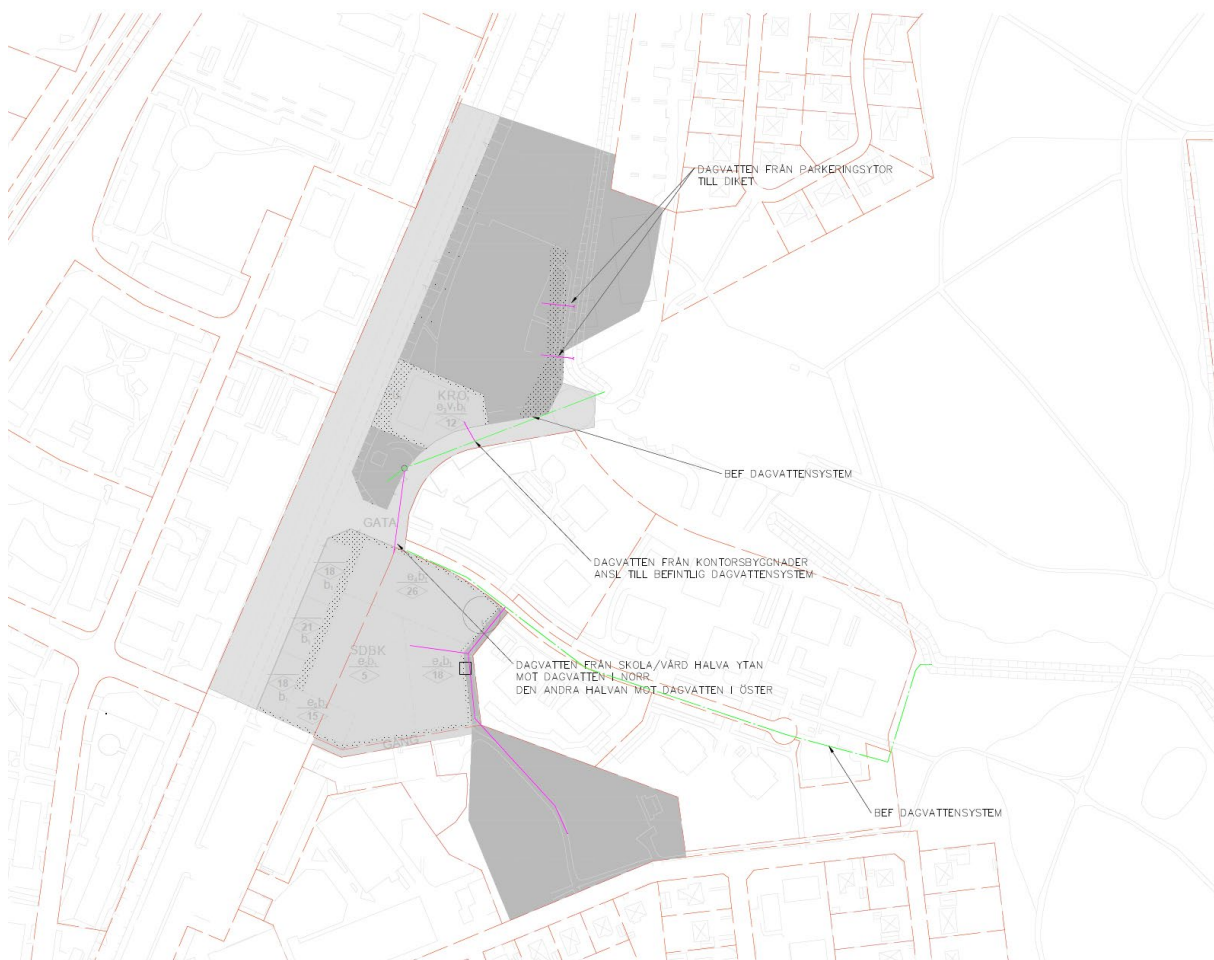 DAGVATTEN FRÅN PARKERINGSYTOR
TILL DIKET
KRO
12
BEF DAGVATTENSYSTEM
GATA
DAGVATTEN FRÅN KONTORSBYGGNADER
ANSL TILL BEFINTLIG DAGVATTENSYSTEM
18
26
21
SDBK
5
18
DAGVATTEN FRÅN SKOLA/VÅRD HALVA YTAN
MOT DAGVATTEN I NORR.
DEN ANDRA HALVAN MOT DAGVATTEN I ÖSTER
18
15
GÅNG
BEF DAGVATTENSYSTEM